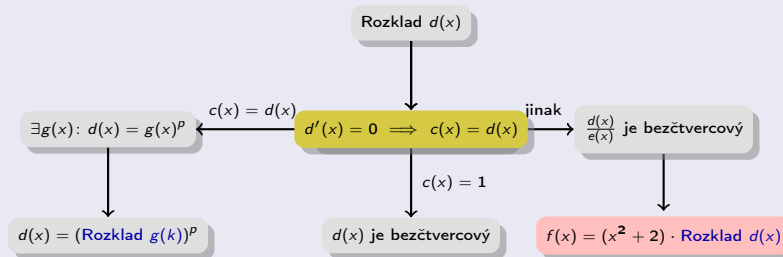 Rozklad d(x)
c(x) = d(x)
jinak
∃g(x): d(x) = g(x)^p
d′(x) = 0 ⟹ c(x) = d(x)
d(x)/e(x) je bezčtvercový
c(x) = 1
d(x) = (Rozklad g(k))^p
d(x) je bezčtvercový
f(x) = (x² + 2) · Rozklad d(x)